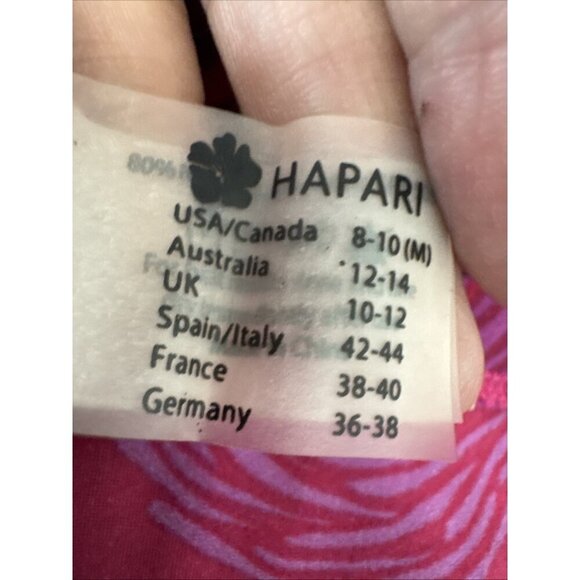 HAPARI
USA/Canada 8-10 (M)
Australia 12-14
UK 10-12
Spain/Italy 42-44
France 38-40
Germany 36-38